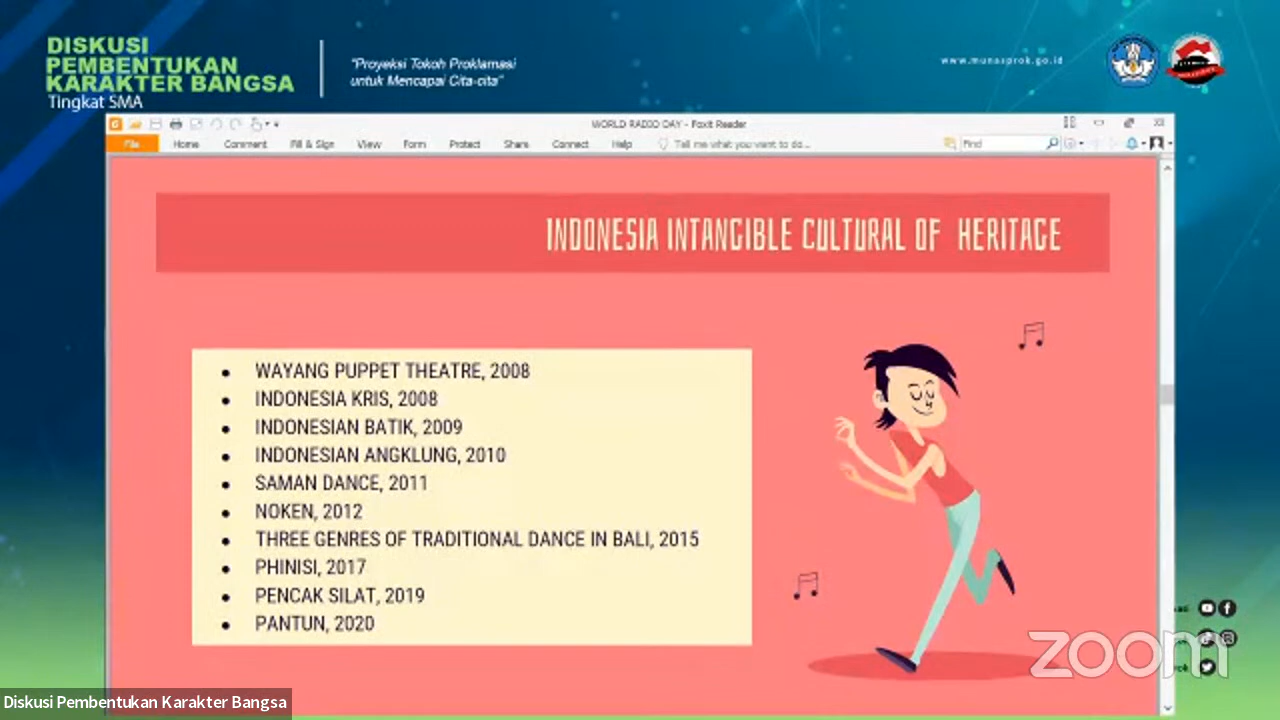 DISKUSI
PEMBENTUKAN
KARAKTER BANGSA
Tingkat SMA
"Proyeksi Tokoh Proklamasi
untuk Mencapai Cita-cita"
www.munasprok.go.id
WORLD RADIO DAY - Foxit Reader
File Home Comment Fill & Sign View Form Protect Share Connect Help Tell me what you want to do... Find
INDONESIA INTANGIBLE CULTURAL OF HERITAGE
• WAYANG PUPPET THEATRE, 2008
• INDONESIA KRIS, 2008
• INDONESIAN BATIK, 2009
• INDONESIAN ANGKLUNG, 2010
• SAMAN DANCE, 2011
• NOKEN, 2012
• THREE GENRES OF TRADITIONAL DANCE IN BALI, 2015
• PHINISI, 2017
• PENCAK SILAT, 2019
• PANTUN, 2020
zoom
Diskusi Pembentukan Karakter Bangsa